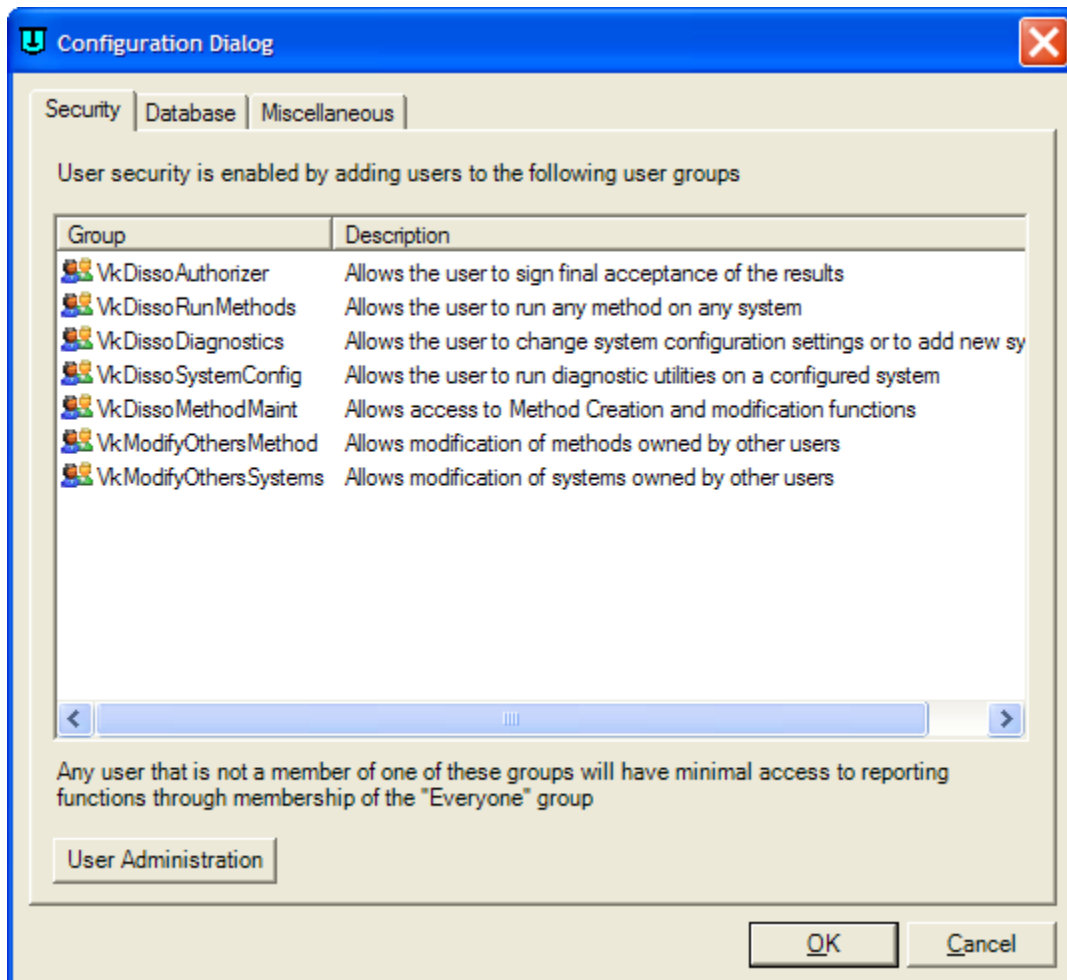 Configuration Dialog
Security Database Miscellaneous
User security is enabled by adding users to the following user groups
Group Description
VkDissoAuthorizer Allows the user to sign final acceptance of the results
VkDissoRunMethods Allows the user to run any method on any system
VkDissoDiagnostics Allows the user to change system configuration settings or to add new sy
VkDissoSystemConfig Allows the user to run diagnostic utilities on a configured system
VkDissoMethodMaint Allows access to Method Creation and modification functions
VkModifyOthersMethod Allows modification of methods owned by other users
VkModifyOthersSystems Allows modification of systems owned by other users
Any user that is not a member of one of these groups will have minimal access to reporting
functions through membership of the "Everyone" group
User Administration
OK Cancel